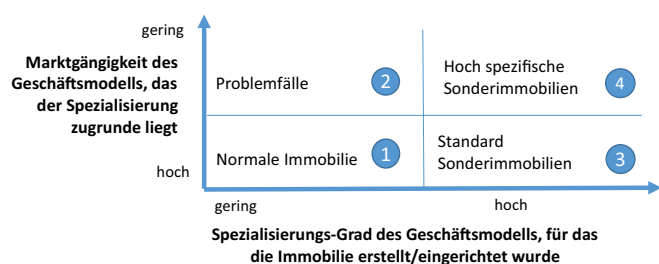 gering
Marktgängigkeit des
Geschäftsmodells, das
der Spezialisierung
zugrunde liegt
hoch
Problemfälle
2
Hoch spezifische
Sonderimmobilien
4
Normale Immobilie
1
Standard
Sonderimmobilien
3
gering
hoch
Spezialisierungs-Grad des Geschäftsmodells, für das
die Immobilie erstellt/eingerichtet wurde